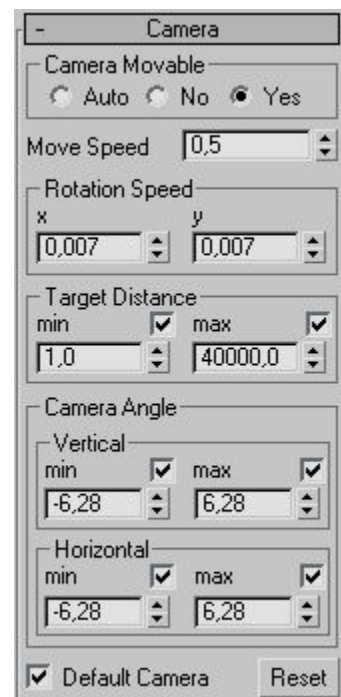 - Camera
Camera Movable
Auto No Yes
Move Speed 0,5
Rotation Speed
x y
0,007 0,007
Target Distance
min max
1,0 40000,0
Camera Angle
Vertical
min max
-6,28 6,28
Horizontal
min max
-6,28 6,28
Default Camera Reset